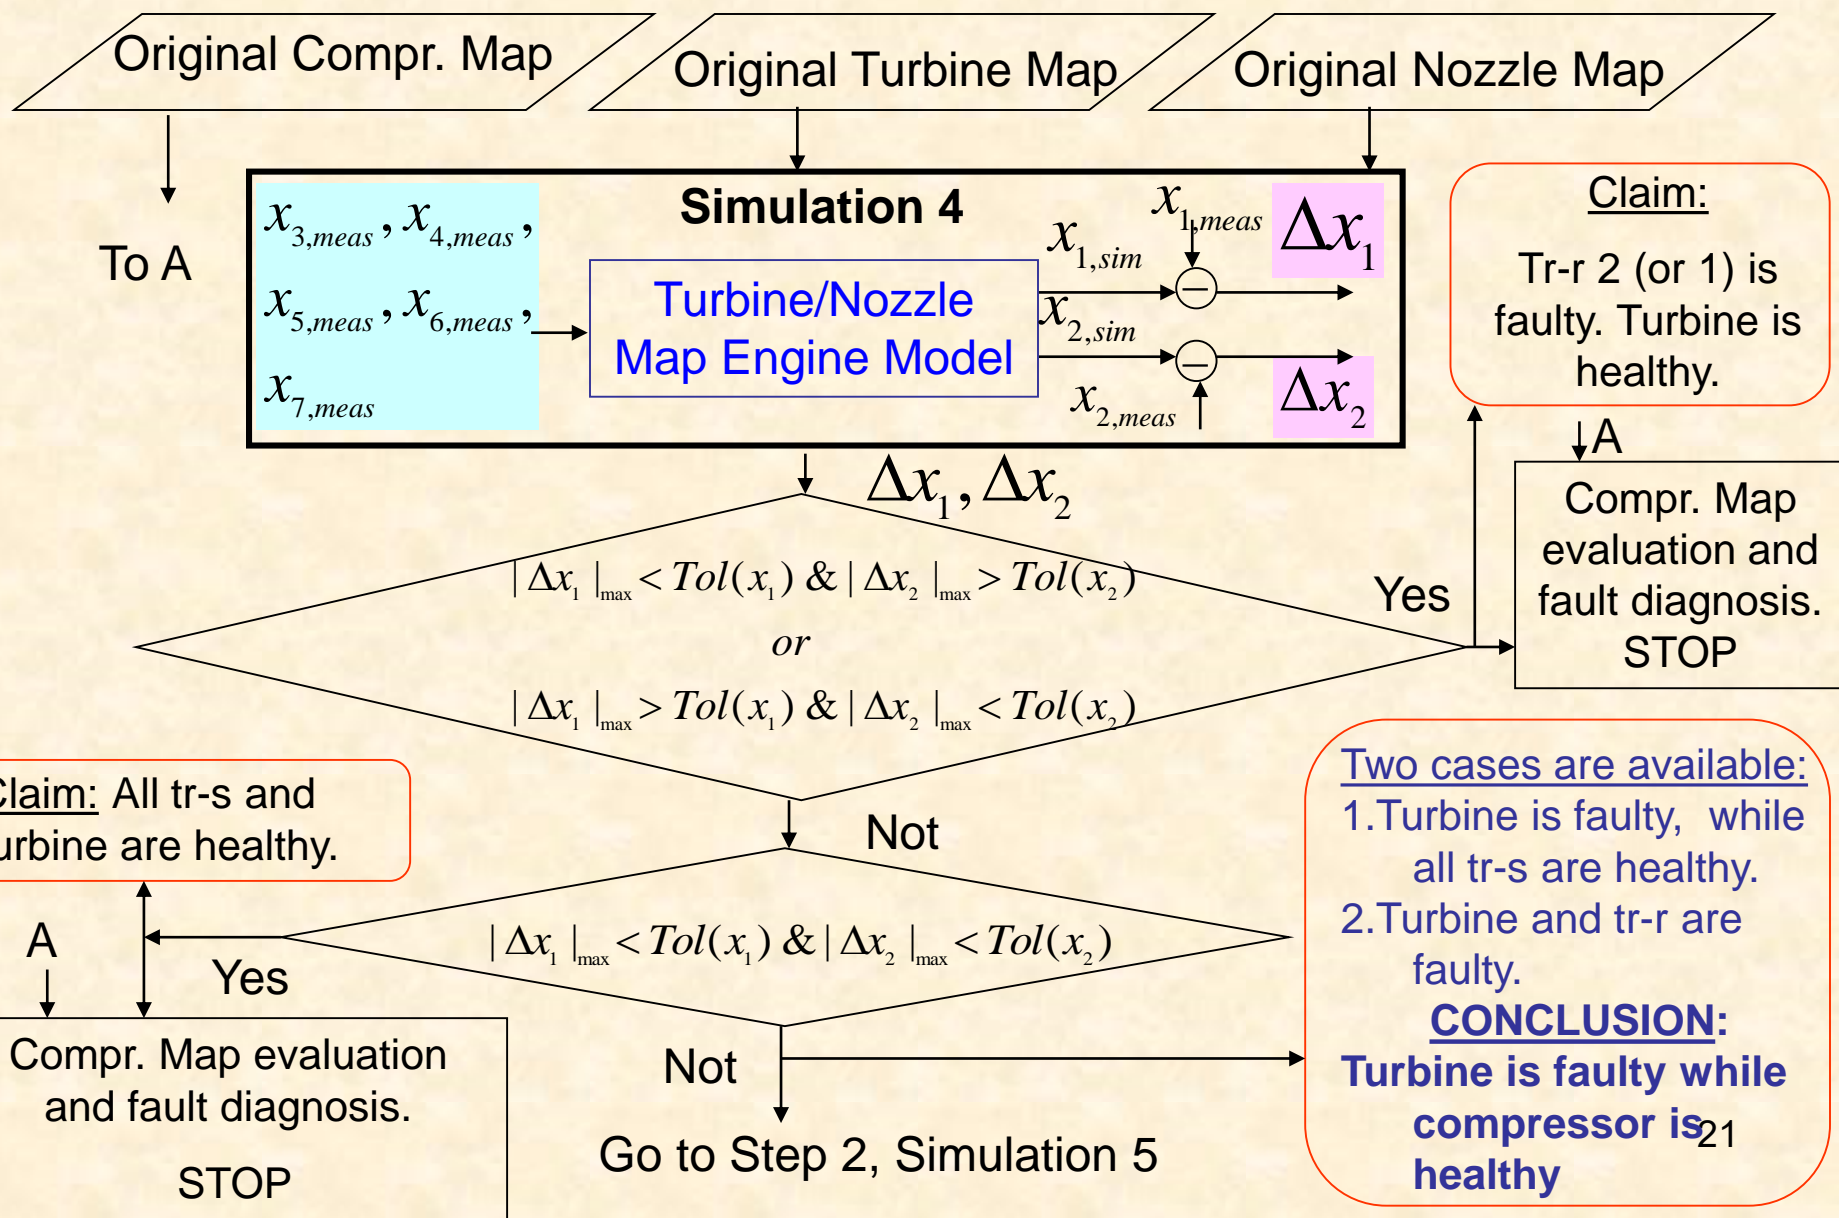 Original Compr. Map
Original Turbine Map
Original Nozzle Map
To A
Simulation 4
x3,meas, x4,meas,
x5,meas, x6,meas,
x7,meas
Turbine/Nozzle
Map Engine Model
x1,sim
x2,sim
x1,meas
x2,meas
−
−
Δx1
Δx2
Claim:
Tr-r 2 (or 1) is
faulty. Turbine is
healthy.
A
Compr. Map
evaluation and
fault diagnosis.
STOP
Δx1, Δx2
| Δx1 |max < Tol(x1) & | Δx2 |max > Tol(x2)
or
| Δx1 |max > Tol(x1) & | Δx2 |max < Tol(x2)
Yes
Not
Claim: All tr-s and
urbine are healthy.
A
Yes
| Δx1 |max < Tol(x1) & | Δx2 |max < Tol(x2)
Compr. Map evaluation
and fault diagnosis.
STOP
Not
Go to Step 2, Simulation 5
Two cases are available:
1.Turbine is faulty, while
all tr-s are healthy.
2.Turbine and tr-r are
faulty.
CONCLUSION:
Turbine is faulty while
compressor is
healthy
21